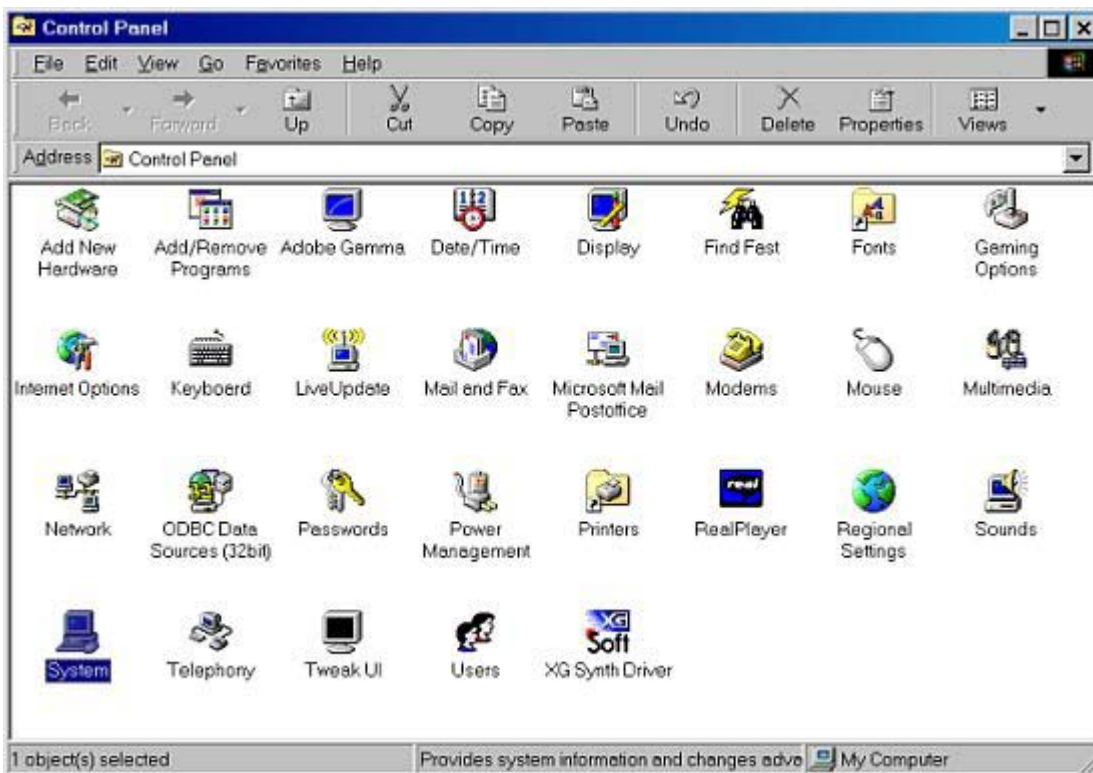 Control Panel
File Edit View Go Favorites Help
Back Forward Up Cut Copy Paste Undo Delete Properties Views
Address Control Panel
Add New Hardware
Add/Remove Programs
Adobe Gamma
12
Date/Time
Display
Find Fast
Fonts
Gaming Options
Internet Options
Keyboard
LiveUpdate
Mail and Fax
Microsoft Mail Postoffice
Modems
Mouse
Multimedia
Network
ODBC Data Sources (32bit)
Passwords
Power Management
Printers
real
RealPlayer
Regional Settings
Sounds
System
Telephony
Tweak UI
Users
XG
Soft
XG Synth Driver
1 object(s) selected
Provides system information and changes adva
My Computer